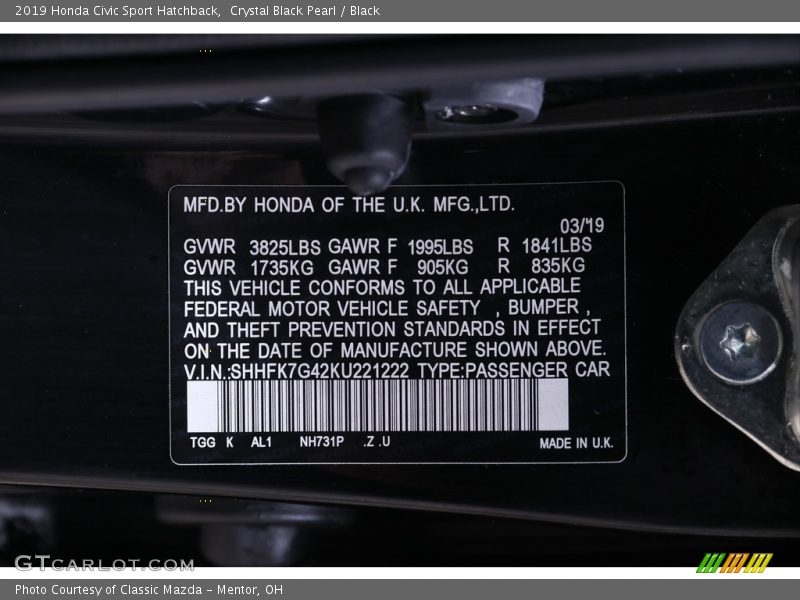 2019 Honda Civic Sport Hatchback,  Crystal Black Pearl / Black
MFD.BY HONDA OF THE U.K. MFG.,LTD.
03/19
GVWR 3825LBS GAWR F 1995LBS R 1841LBS
GVWR 1735KG GAWR F 905KG R 835KG
THIS VEHICLE CONFORMS TO ALL APPLICABLE
FEDERAL MOTOR VEHICLE SAFETY , BUMPER ,
AND THEFT PREVENTION STANDARDS IN EFFECT
ON THE DATE OF MANUFACTURE SHOWN ABOVE.
V.I.N.:SHHFK7G42KU221222 TYPE:PASSENGER CAR
TGG K AL1 NH731P .Z .U MADE IN U.K.
GTCARLOT.COM
Photo Courtesy of Classic Mazda - Mentor, OH